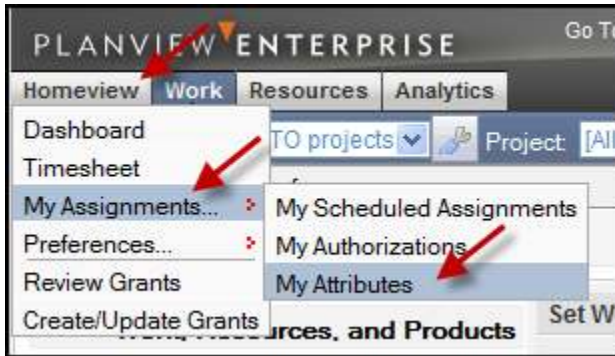 PLANVIEW ENTERPRISE Go To
Homeview Work Resources Analytics
Dashboard
TO projects Project: [All
Timesheet
My Assignments...
My Scheduled Assignments
Preferences...
My Authorizations
Review Grants
My Attributes
Create/Update Grants
urces, and Products
Set W